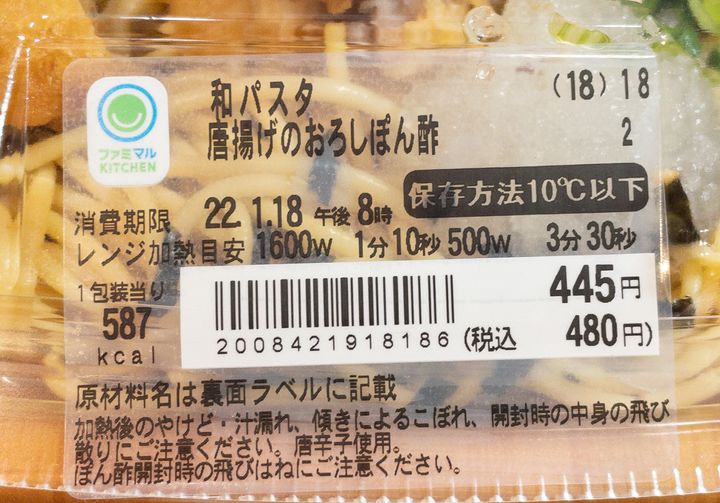 和パスタ (18) 18
唐揚げのおろしぽん酢 2
ファミマル
KITCHEN
保存方法10℃以下
消費期限 22. 1.18 午後 8時
レンジ加熱目安 1600W 1分10秒 500W 3分30秒
1包装当り
587
kcal
445円
2008421918186 (税込 480円)
原材料名は裏面ラベルに記載
加熱後のやけど・汁漏れ、傾きによるこぼれ、開封時の中身の飛び
散りにご注意ください。唐辛子使用。
ぽん酢開封時の飛びはねにご注意ください。